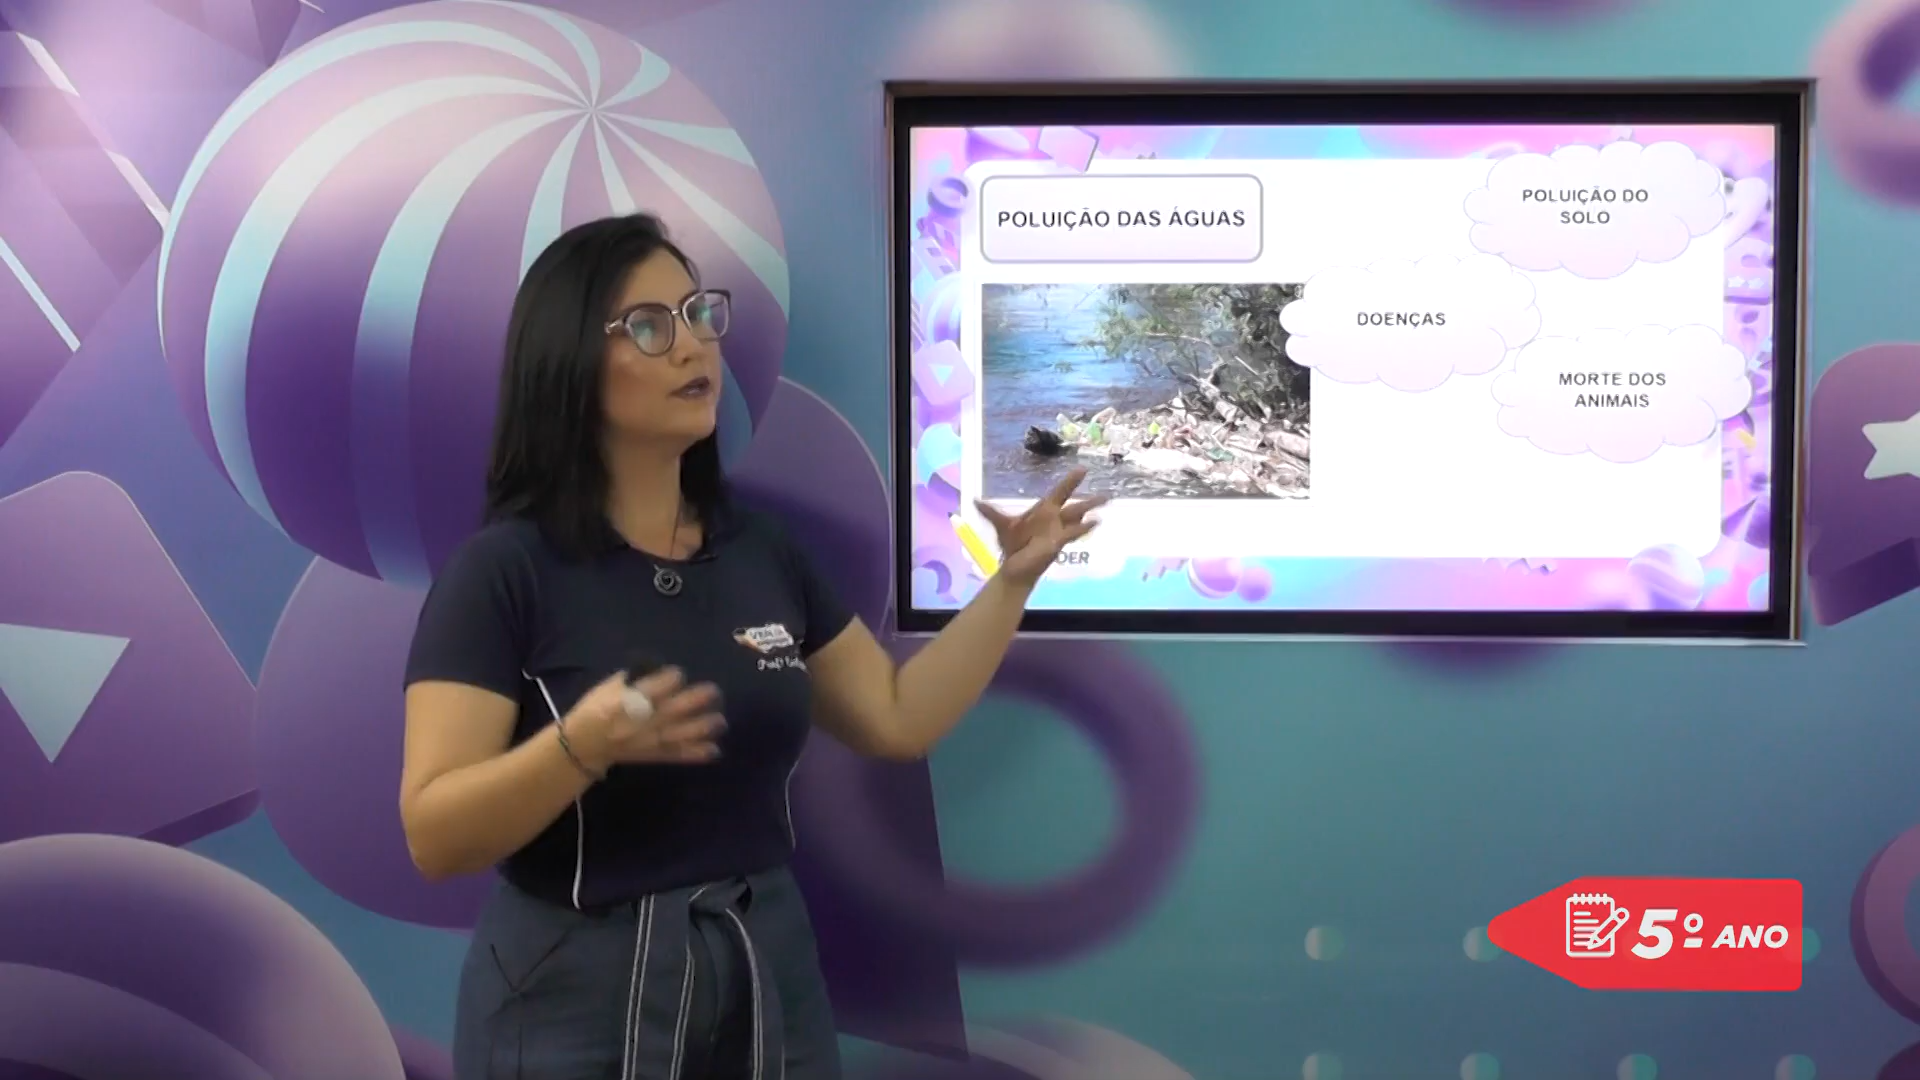 POLUIÇÃO DAS ÁGUAS
POLUIÇÃO DO
SOLO
DOENÇAS
MORTE DOS
ANIMAIS
5º ANO